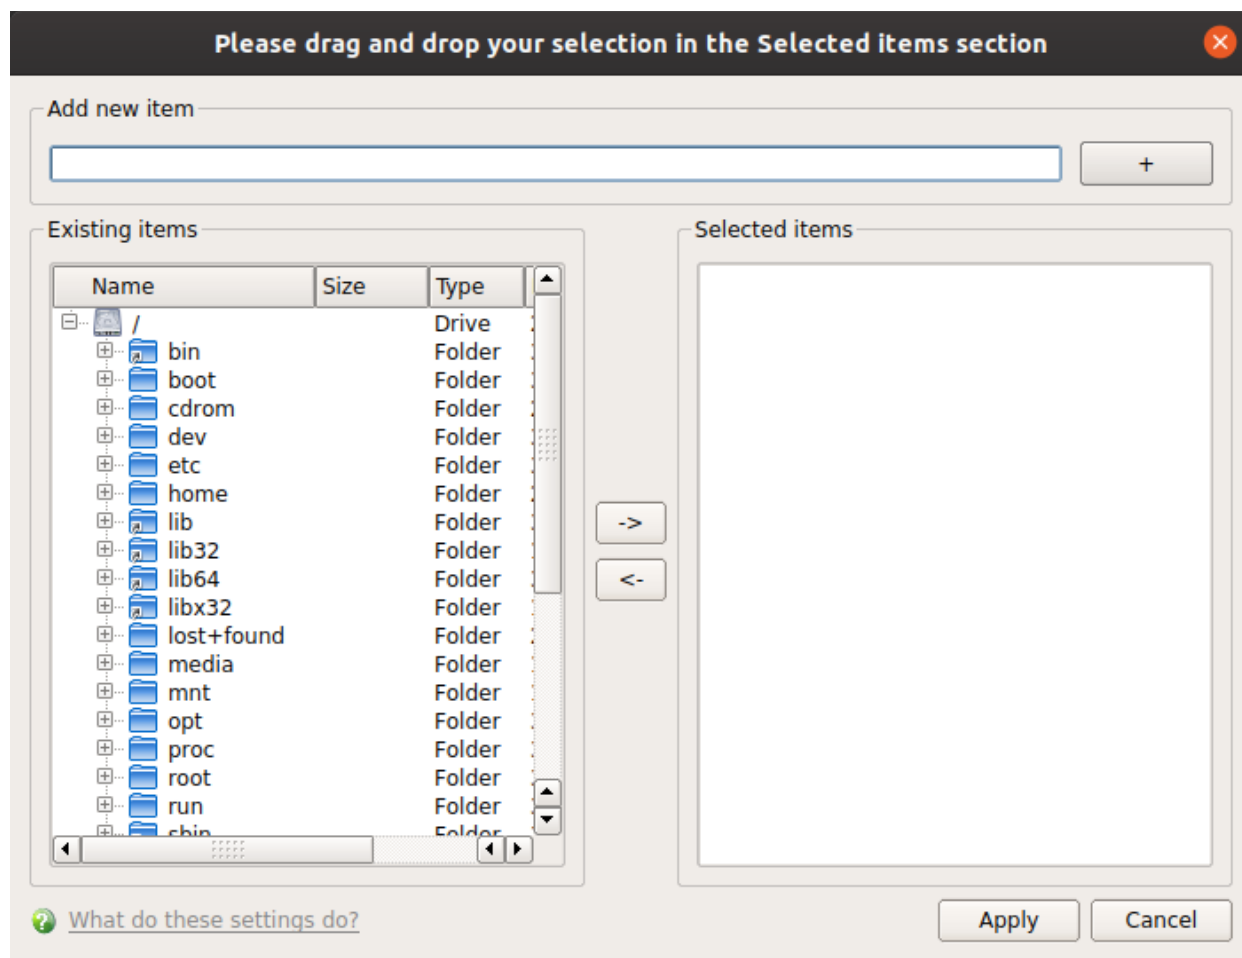 Please drag and drop your selection in the Selected items section
Add new item
+
Existing items
Selected items
Name Size Type
/ Drive
bin Folder
boot Folder
cdrom Folder
dev Folder
etc Folder
home Folder
lib Folder
->
lib32 Folder
lib64 Folder
<-
libx32 Folder
lost+found Folder
media Folder
mnt Folder
opt Folder
proc Folder
root Folder
run Folder
sbin Folder
What do these settings do?
Apply
Cancel